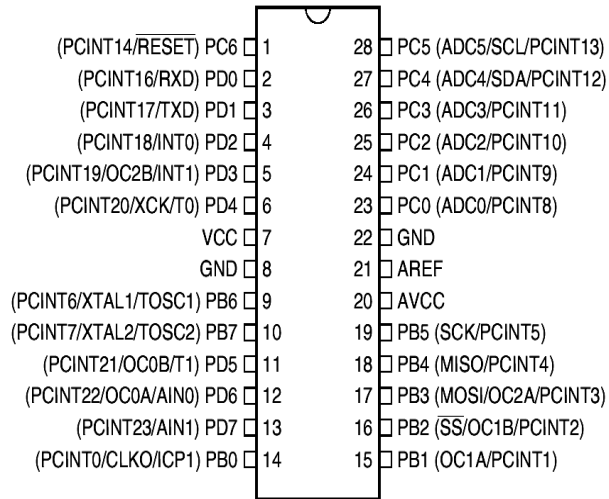 (PCINT14/RESET) PC6 1 28 PC5 (ADC5/SCL/PCINT13)
(PCINT16/RXD) PD0 2 27 PC4 (ADC4/SDA/PCINT12)
(PCINT17/TXD) PD1 3 26 PC3 (ADC3/PCINT11)
(PCINT18/INT0) PD2 4 25 PC2 (ADC2/PCINT10)
(PCINT19/OC2B/INT1) PD3 5 24 PC1 (ADC1/PCINT9)
(PCINT20/XCK/T0) PD4 6 23 PC0 (ADC0/PCINT8)
VCC 7 22 GND
GND 8 21 AREF
(PCINT6/XTAL1/TOSC1) PB6 9 20 AVCC
(PCINT7/XTAL2/TOSC2) PB7 10 19 PB5 (SCK/PCINT5)
(PCINT21/OC0B/T1) PD5 11 18 PB4 (MISO/PCINT4)
(PCINT22/OC0A/AIN0) PD6 12 17 PB3 (MOSI/OC2A/PCINT3)
(PCINT23/AIN1) PD7 13 16 PB2 (SS/OC1B/PCINT2)
(PCINT0/CLKO/ICP1) PB0 14 15 PB1 (OC1A/PCINT1)